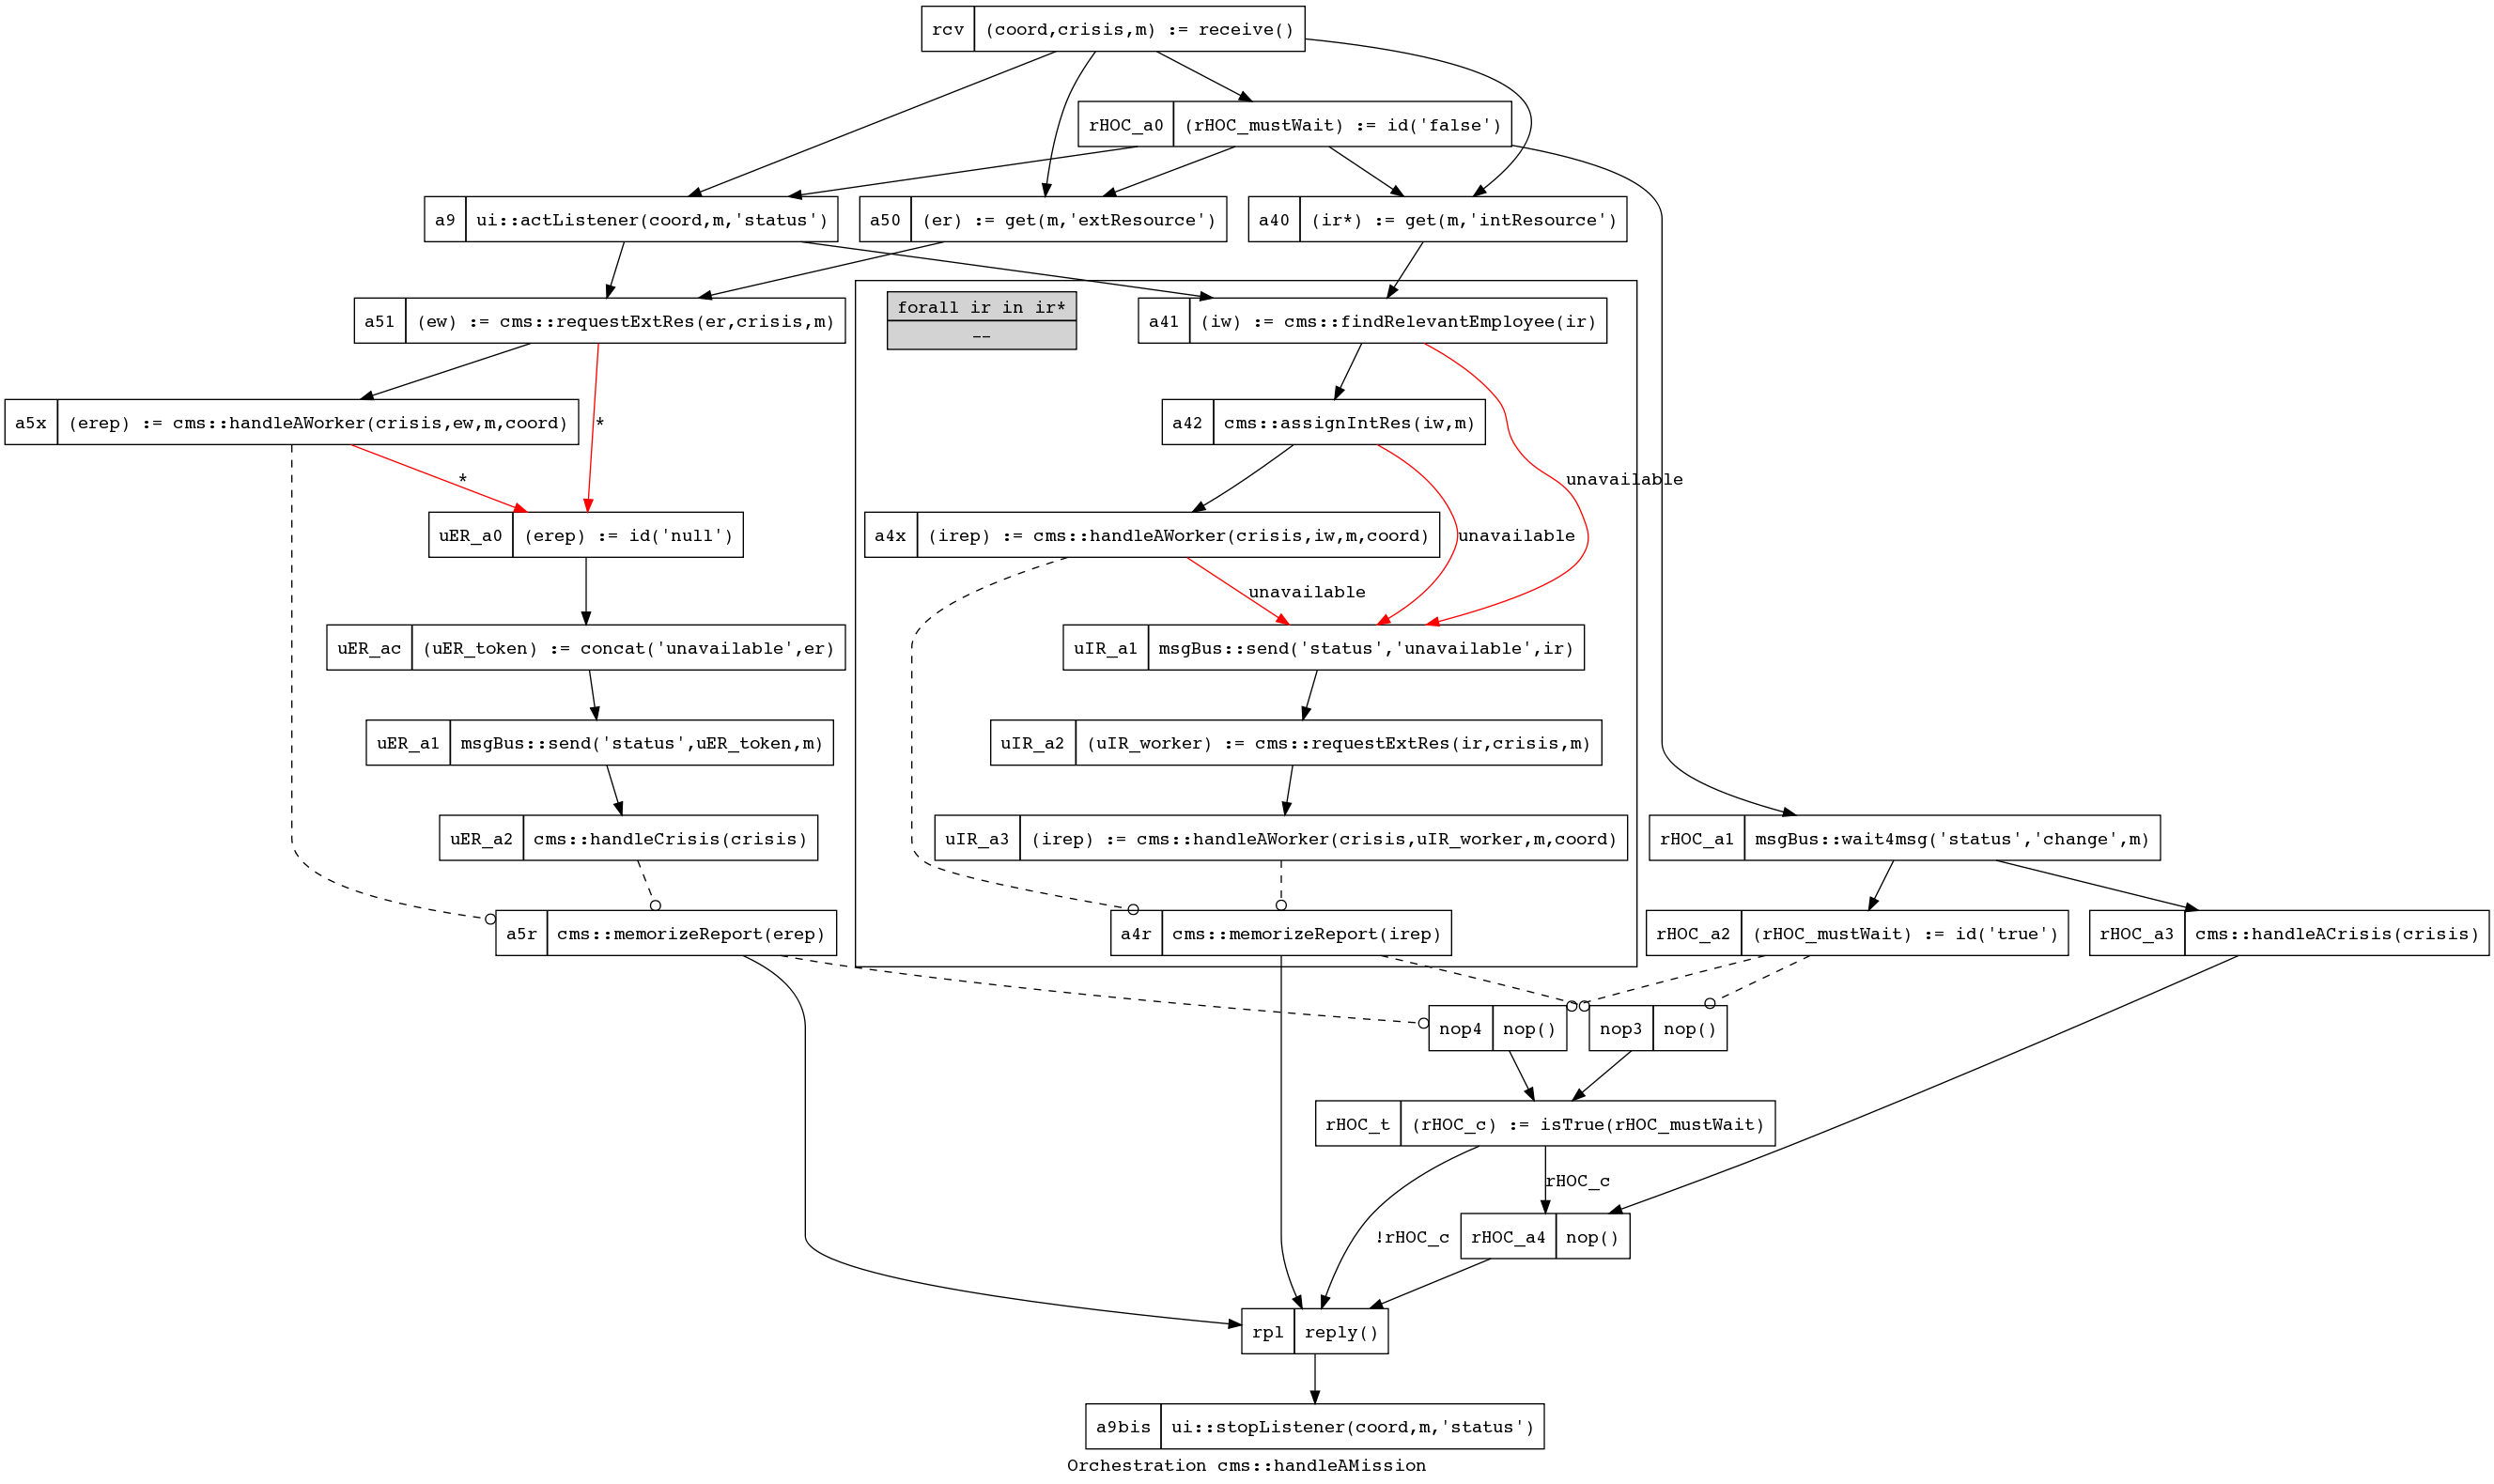 rcv (coord,crisis,m) := receive()
rHOC_a0 (rHOC_mustWait) := id('false')
a9 ui::actListener(coord,m,'status')
a50 (er) := get(m,'extResource')
a40 (ir*) := get(m,'intResource')
forall ir in ir*
--
a51 (ew) := cms::requestExtRes(er,crisis,m)
a41 (iw) := cms::findRelevantEmployee(ir)
a5x (erep) := cms::handleAWorker(crisis,ew,m,coord)
*
a42 cms::assignIntRes(iw,m)
*
unavailable
uER_a0 (erep) := id('null')
a4x (irep) := cms::handleAWorker(crisis,iw,m,coord)
unavailable
unavailable
uER_ac (uER_token) := concat('unavailable',er)
uIR_a1 msgBus::send('status','unavailable',ir)
uER_a1 msgBus::send('status',uER_token,m)
uIR_a2 (uIR_worker) := cms::requestExtRes(ir,crisis,m)
uER_a2 cms::handleCrisis(crisis)
uIR_a3 (irep) := cms::handleAWorker(crisis,uIR_worker,m,coord)
rHOC_a1 msgBus::wait4msg('status','change',m)
a5r cms::memorizeReport(erep)
a4r cms::memorizeReport(irep)
rHOC_a2 (rHOC_mustWait) := id('true')
rHOC_a3 cms::handleACrisis(crisis)
nop4 nop()
nop3 nop()
rHOC_t (rHOC_c) := isTrue(rHOC_mustWait)
rHOC_c
!rHOC_c
rHOC_a4 nop()
rpl reply()
a9bis ui::stopListener(coord,m,'status')
Orchestration cms::handleAMission